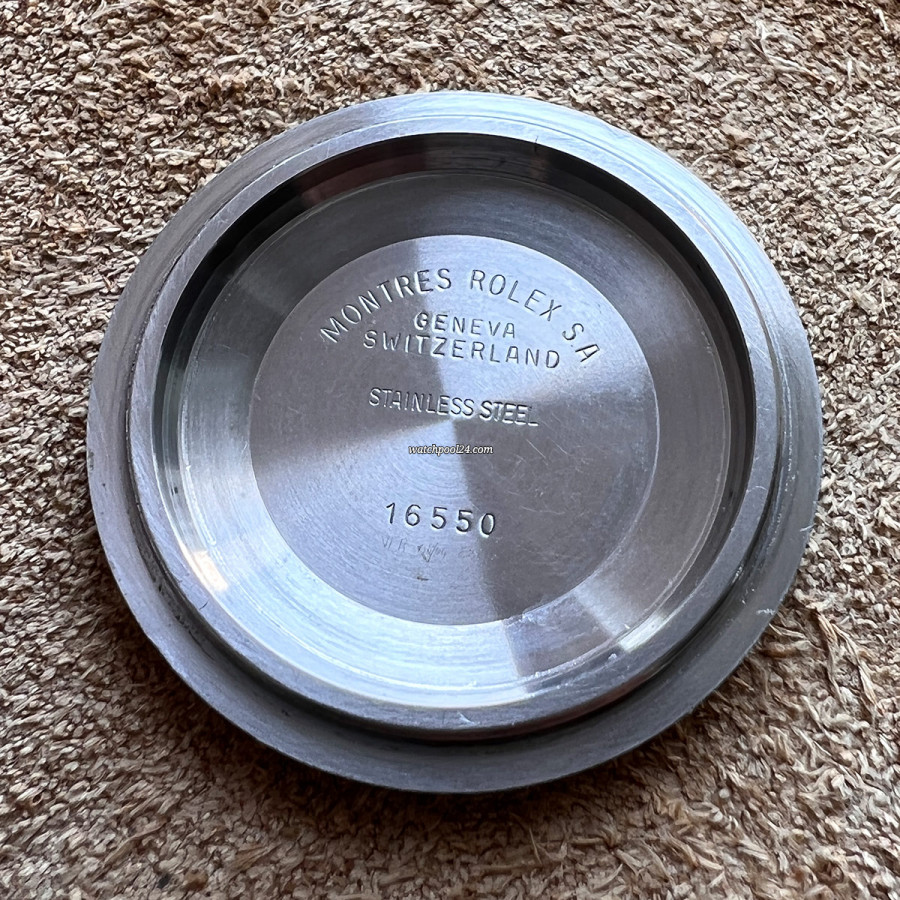 MONTRES ROLEX S.A
GENEVA
SWITZERLAND
STAINLESS STEEL
watchpool24.com
16550